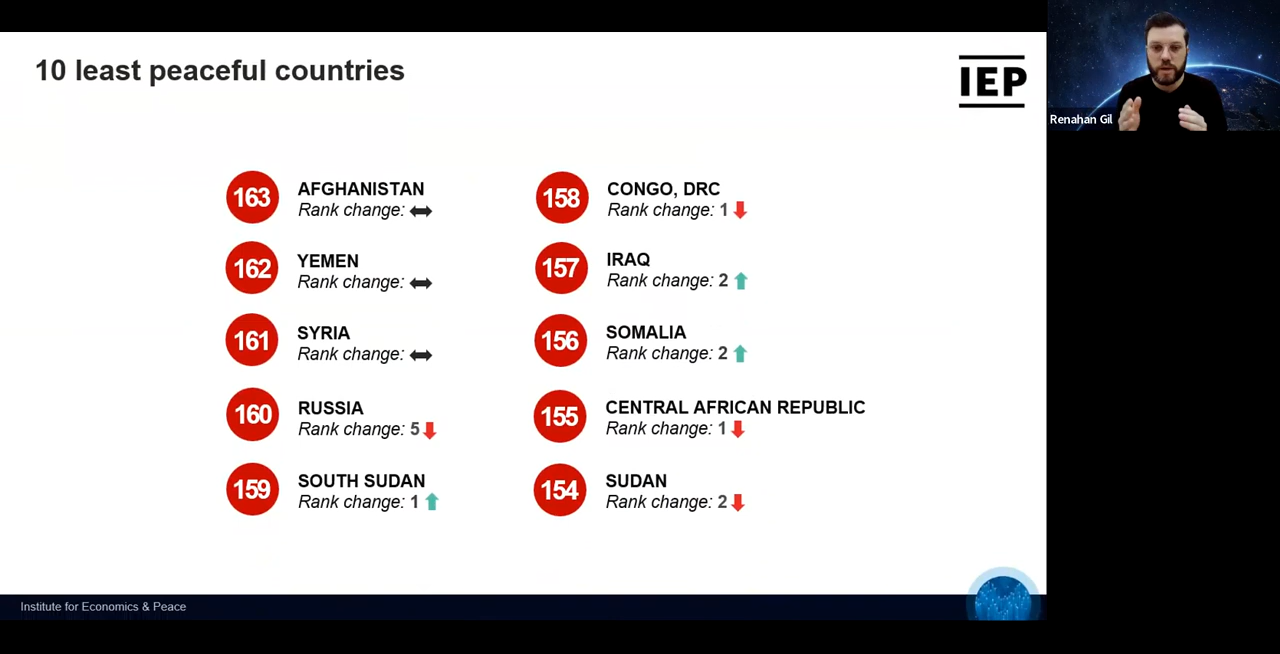 10 least peaceful countries
IEP
Renahan Gil
163
AFGHANISTAN
Rank change:
162
YEMEN
Rank change:
161
SYRIA
Rank change:
160
RUSSIA
Rank change: 5
159
SOUTH SUDAN
Rank change: 1
158
CONGO, DRC
Rank change: 1
157
IRAQ
Rank change: 2
156
SOMALIA
Rank change: 2
155
CENTRAL AFRICAN REPUBLIC
Rank change: 1
154
SUDAN
Rank change: 2
Institute for Economics & Peace